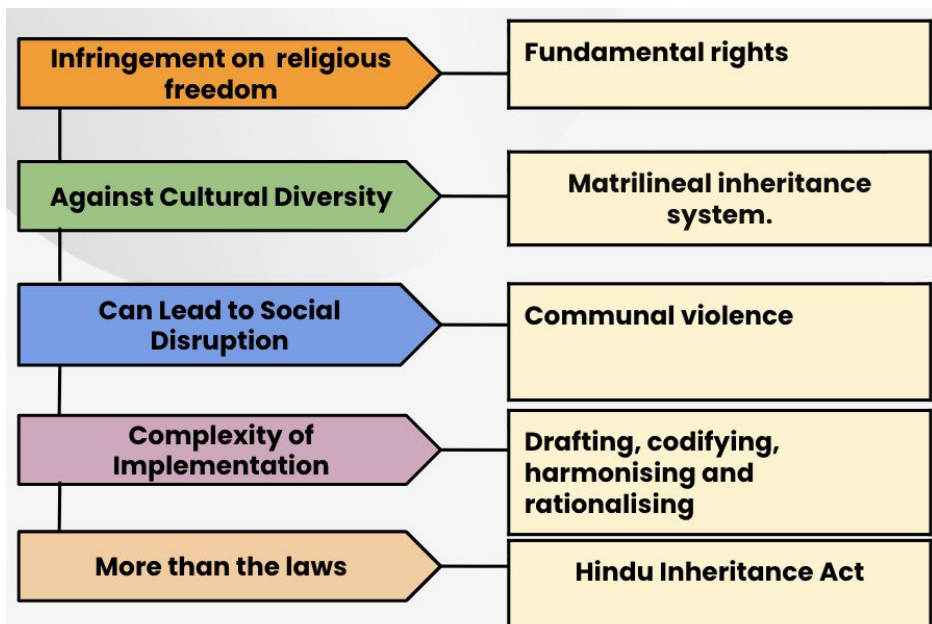 Infringement on religious
freedom
Fundamental rights
Against Cultural Diversity
Matrilineal inheritance
system.
Can Lead to Social
Disruption
Communal violence
Complexity of
Implementation
Drafting, codifying,
harmonising and
rationalising
More than the laws
Hindu Inheritance Act